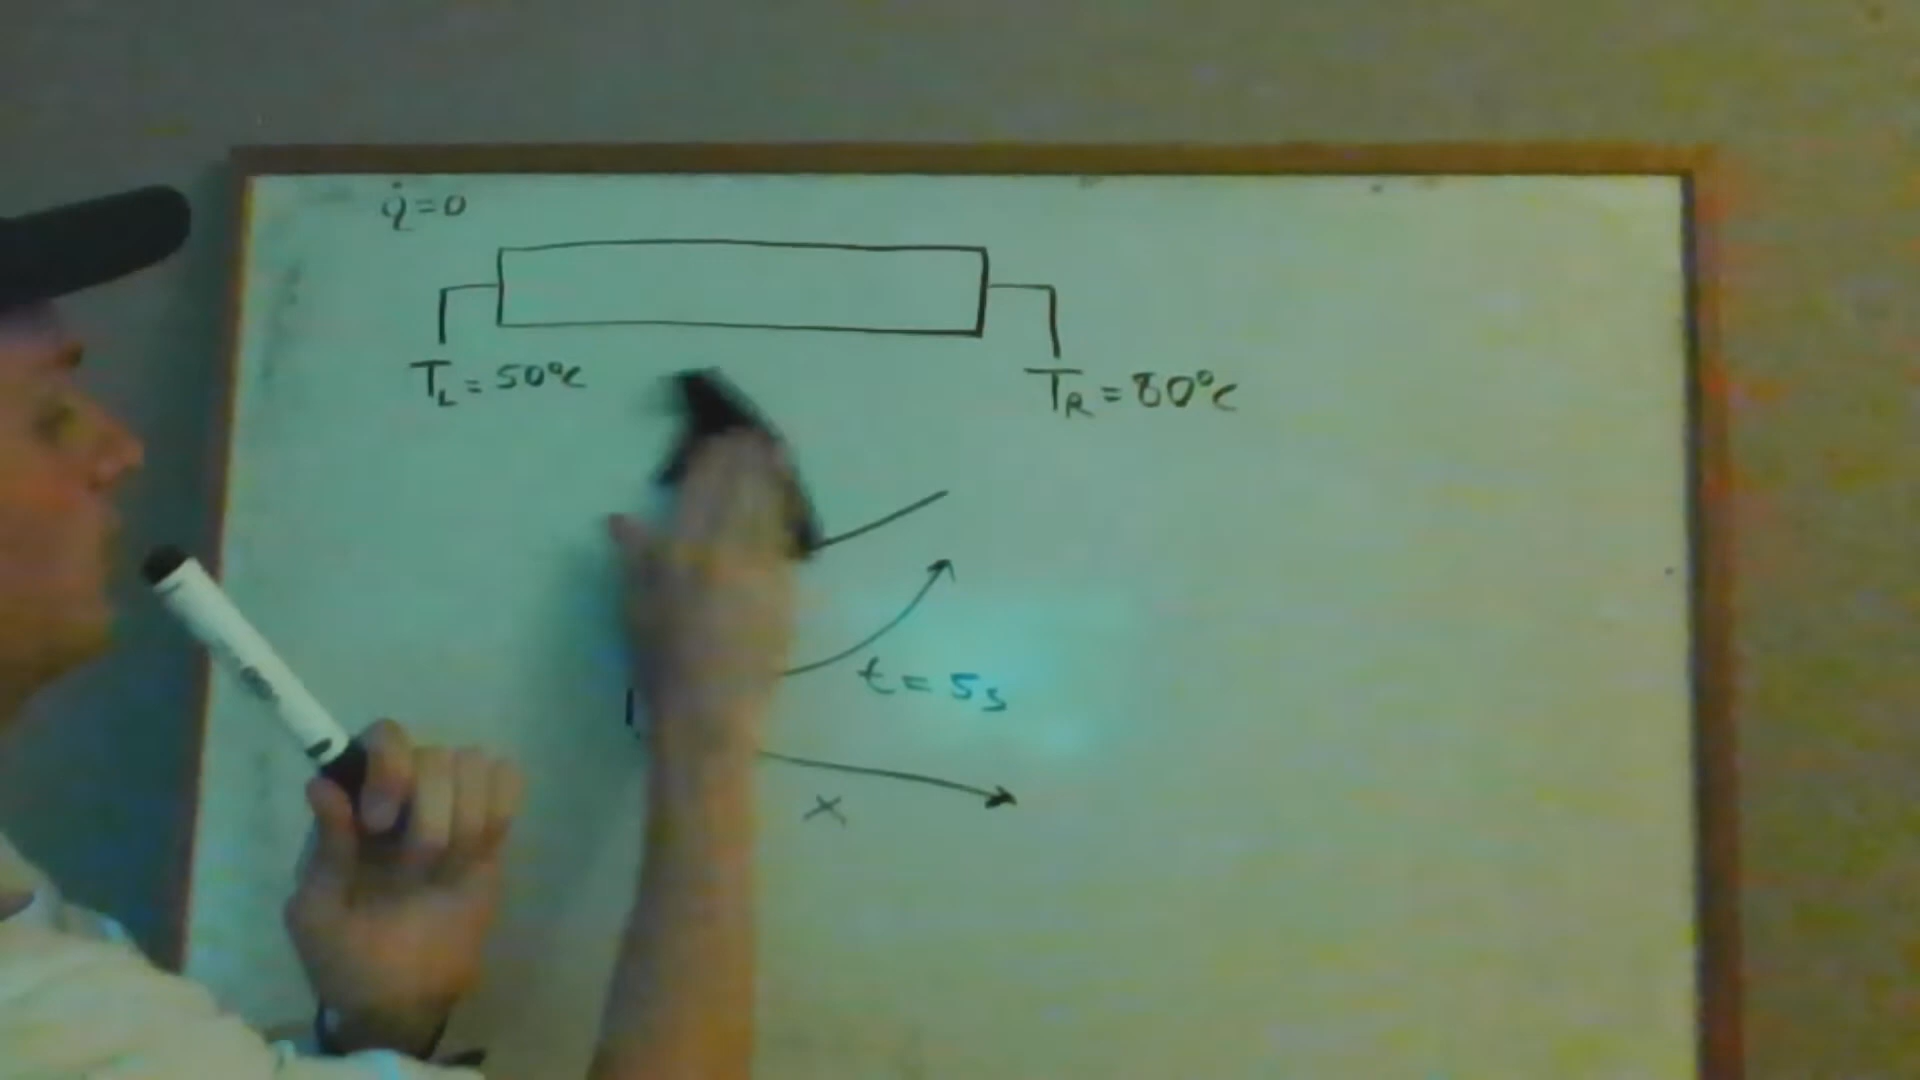 q̇=0
T_L = 50°C
T_R = 80°C
t = 5s
x